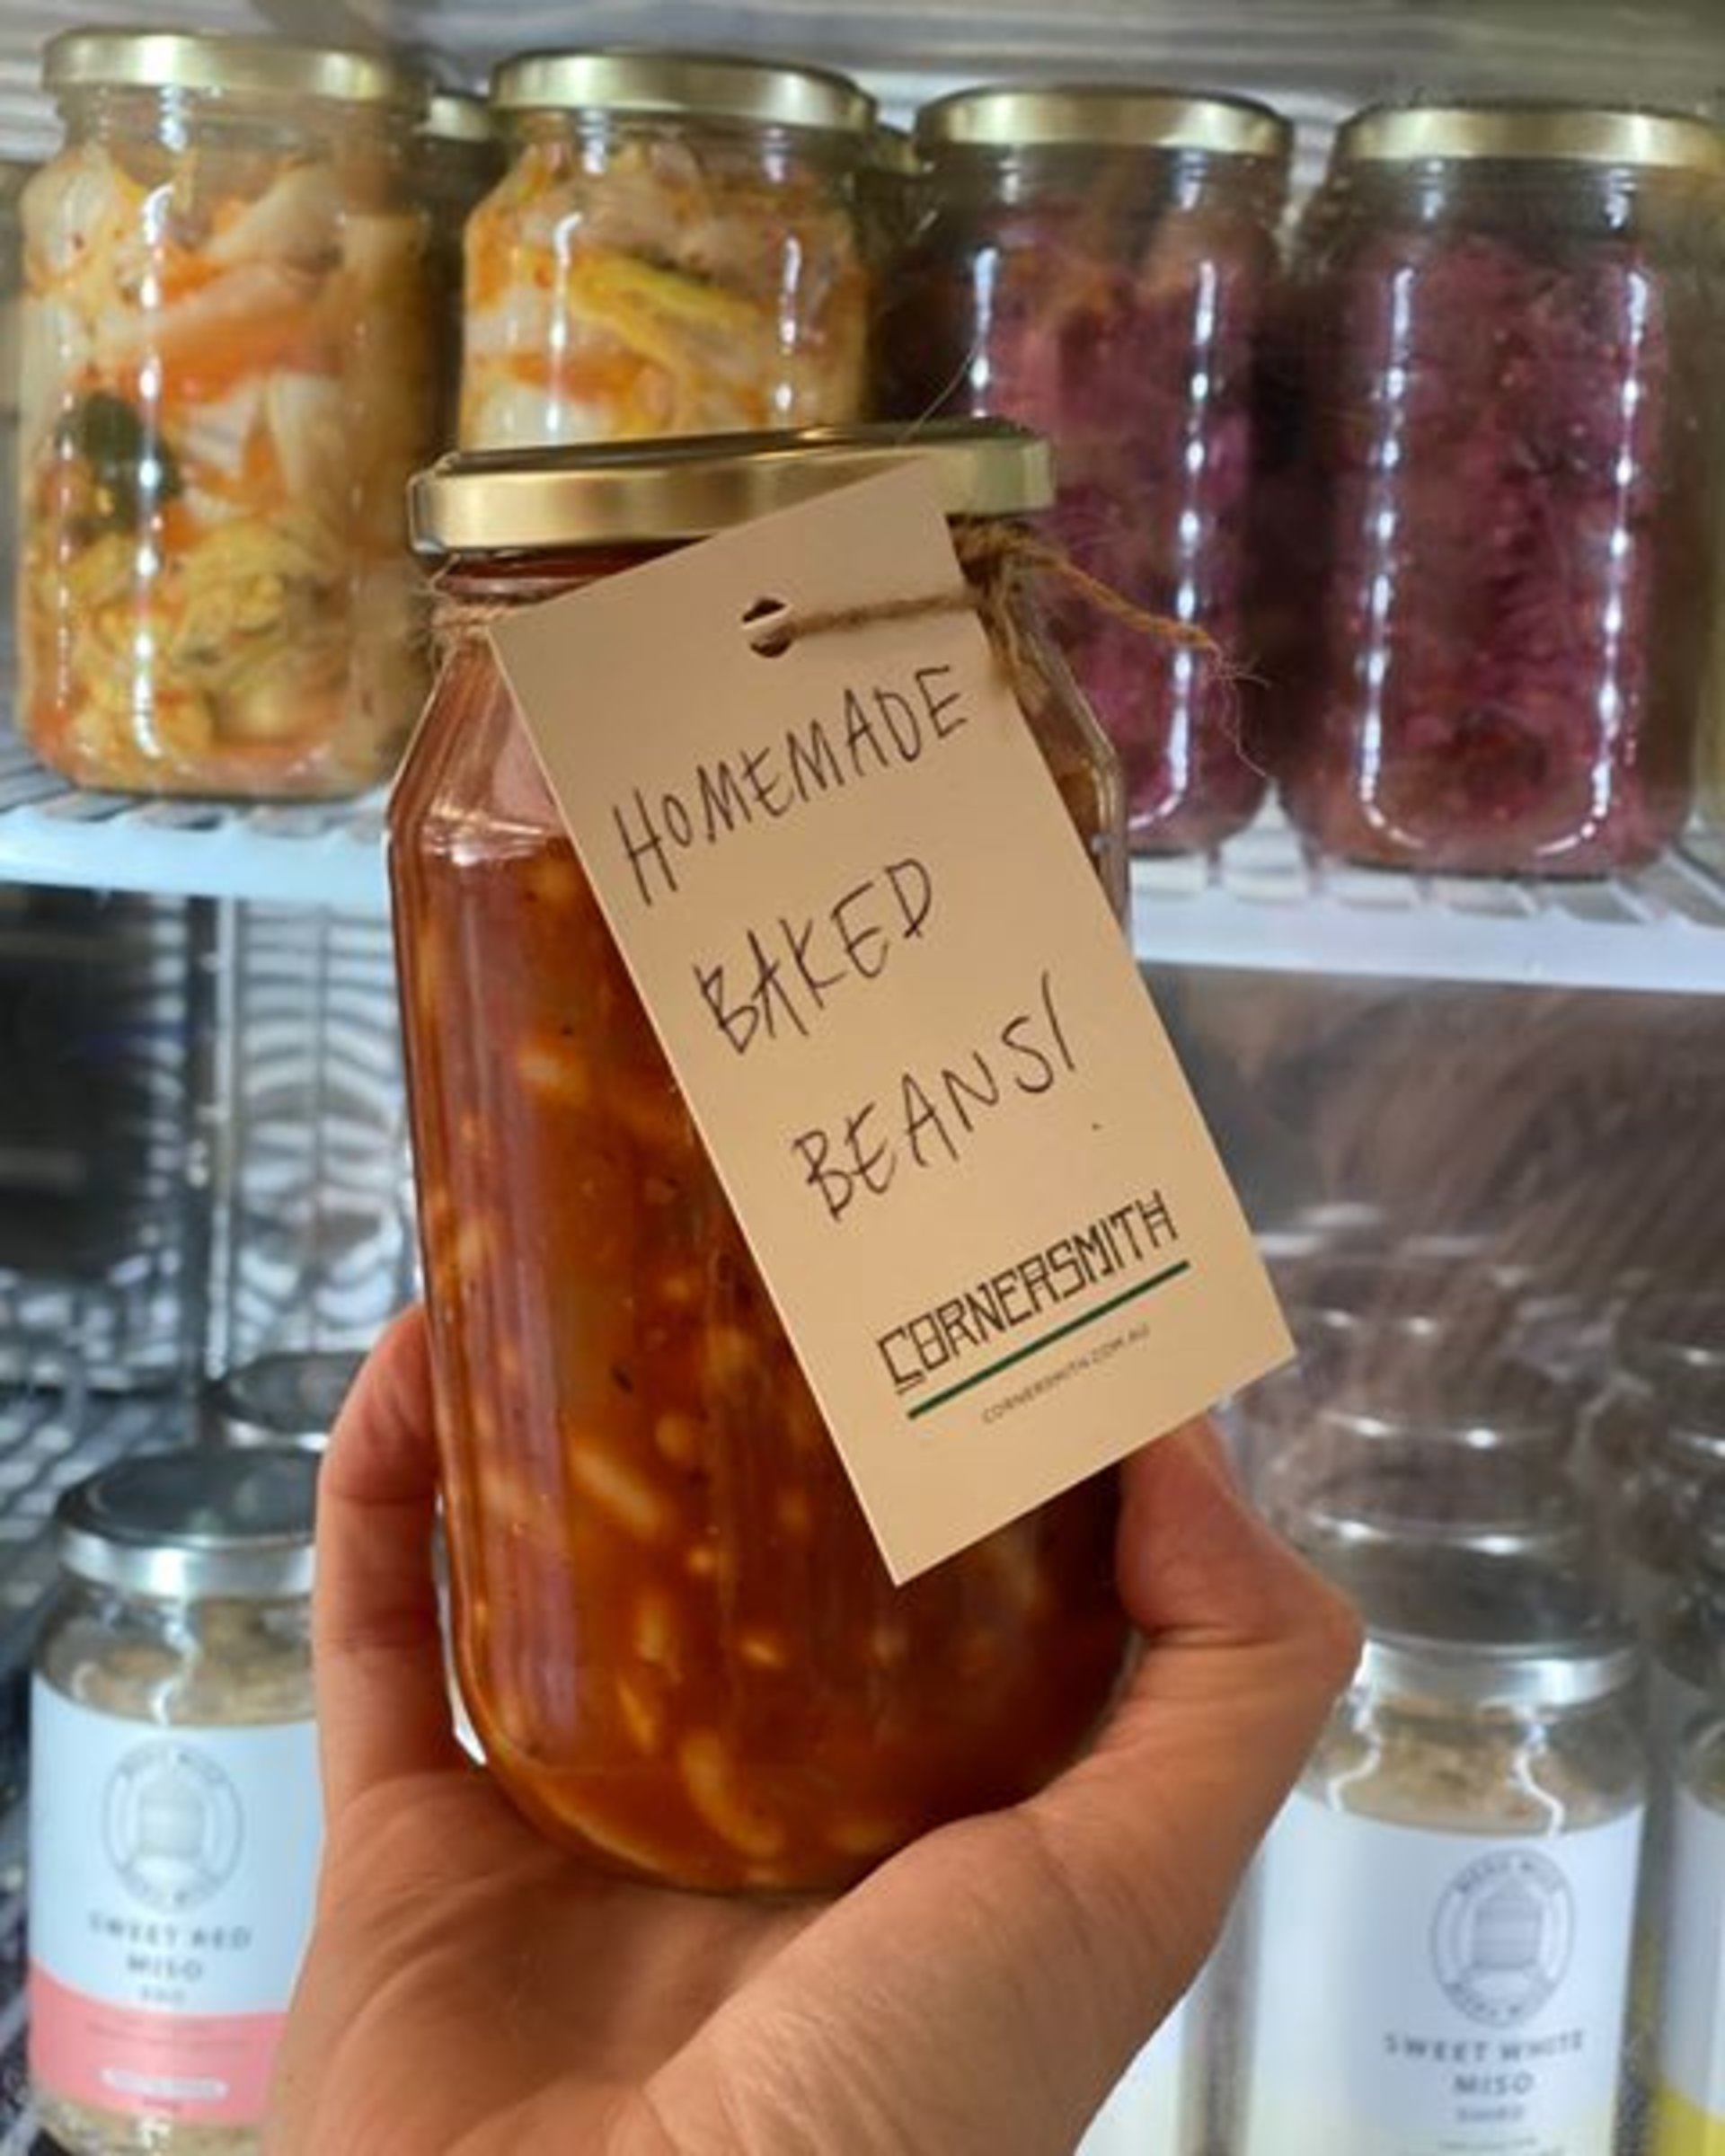 HOMEMADE
BAKED
BEANS!
CORNERSMITH
CORNERSMITH.COM.AU
SWEET RED
MISO
SWEET WHITE
MISO